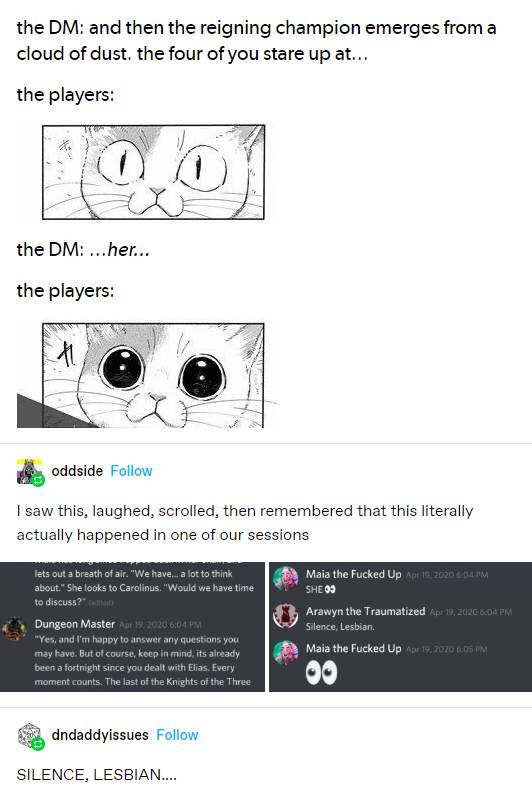 the DM: and then the reigning champion emerges from a
cloud of dust. the four of you stare up at...
the players:
the DM: ...her...
the players:
oddside Follow
I saw this, laughed, scrolled, then remembered that this literally
actually happened in one of our sessions
lets out a breath of air. "We have... a lot to think
about." She looks to Carolinus. "Would we have time
to discuss?" (edited)
Dungeon Master Apr 19, 2020 6:04 PM
"Yes, and I'm happy to answer any questions you
may have. But of course, keep in mind, its already
been a fortnight since you dealt with Elias. Every
moment counts. The last of the Knights of the Three
Maia the Fucked Up Apr 19, 2020 6:04 PM
SHE 👀
Arawyn the Traumatized Apr 19, 2020 6:04 PM
Silence, Lesbian.
Maia the Fucked Up Apr 19, 2020 6:05 PM
👀
dndaddyissues Follow
SILENCE, LESBIAN....